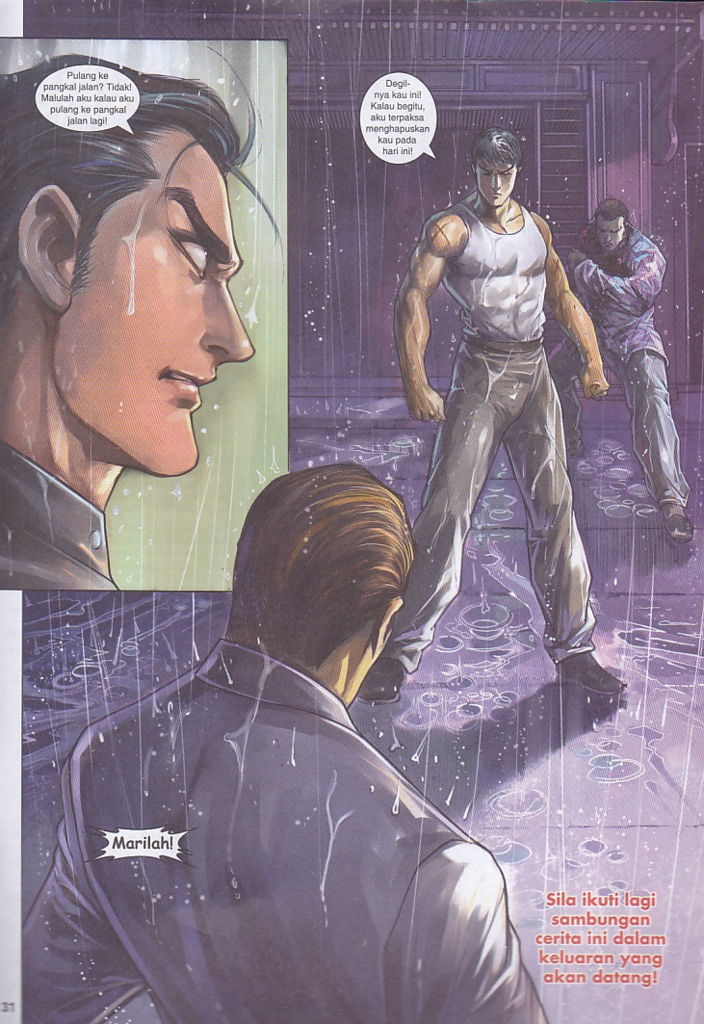 Pulang ke
pangkal jalan? Tidak!
Malulah aku kalau aku
pulang ke pangkal
jalan lagi!
Degil-
nya kau ini!
Kalau begitu,
aku terpaksa
menghapuskan
kau pada
hari ini!
Marilah!
Sila ikuti lagi
sambungan
cerita ini dalam
keluaran yang
akan datang!
31